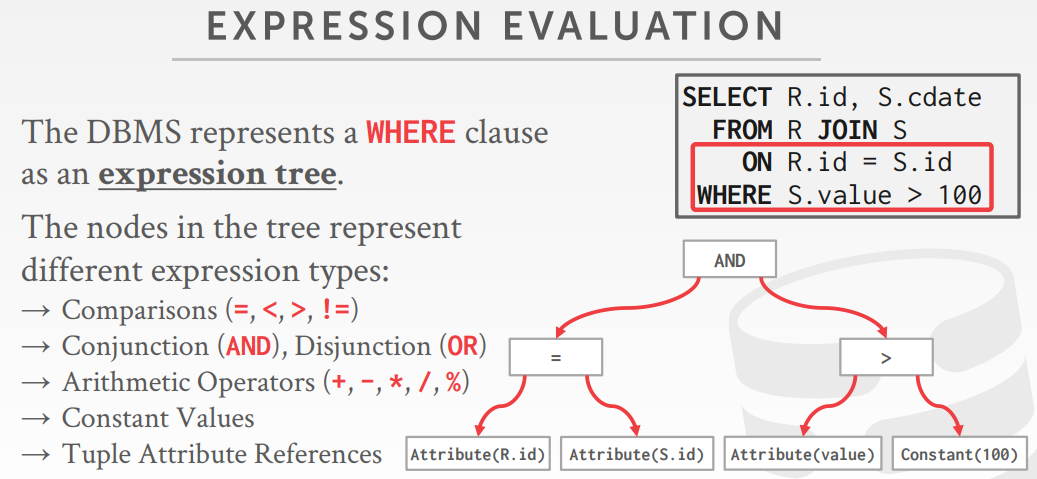 EXPRESSION EVALUATION
The DBMS represents a WHERE clause
as an expression tree.
The nodes in the tree represent
different expression types:
→ Comparisons (=, <, >, !=)
→ Conjunction (AND), Disjunction (OR)
→ Arithmetic Operators (+, -, *, /, %)
→ Constant Values
→ Tuple Attribute References
SELECT R.id, S.cdate
FROM R JOIN S
ON R.id = S.id
WHERE S.value > 100
AND
=
>
Attribute(R.id)
Attribute(S.id)
Attribute(value)
Constant(100)